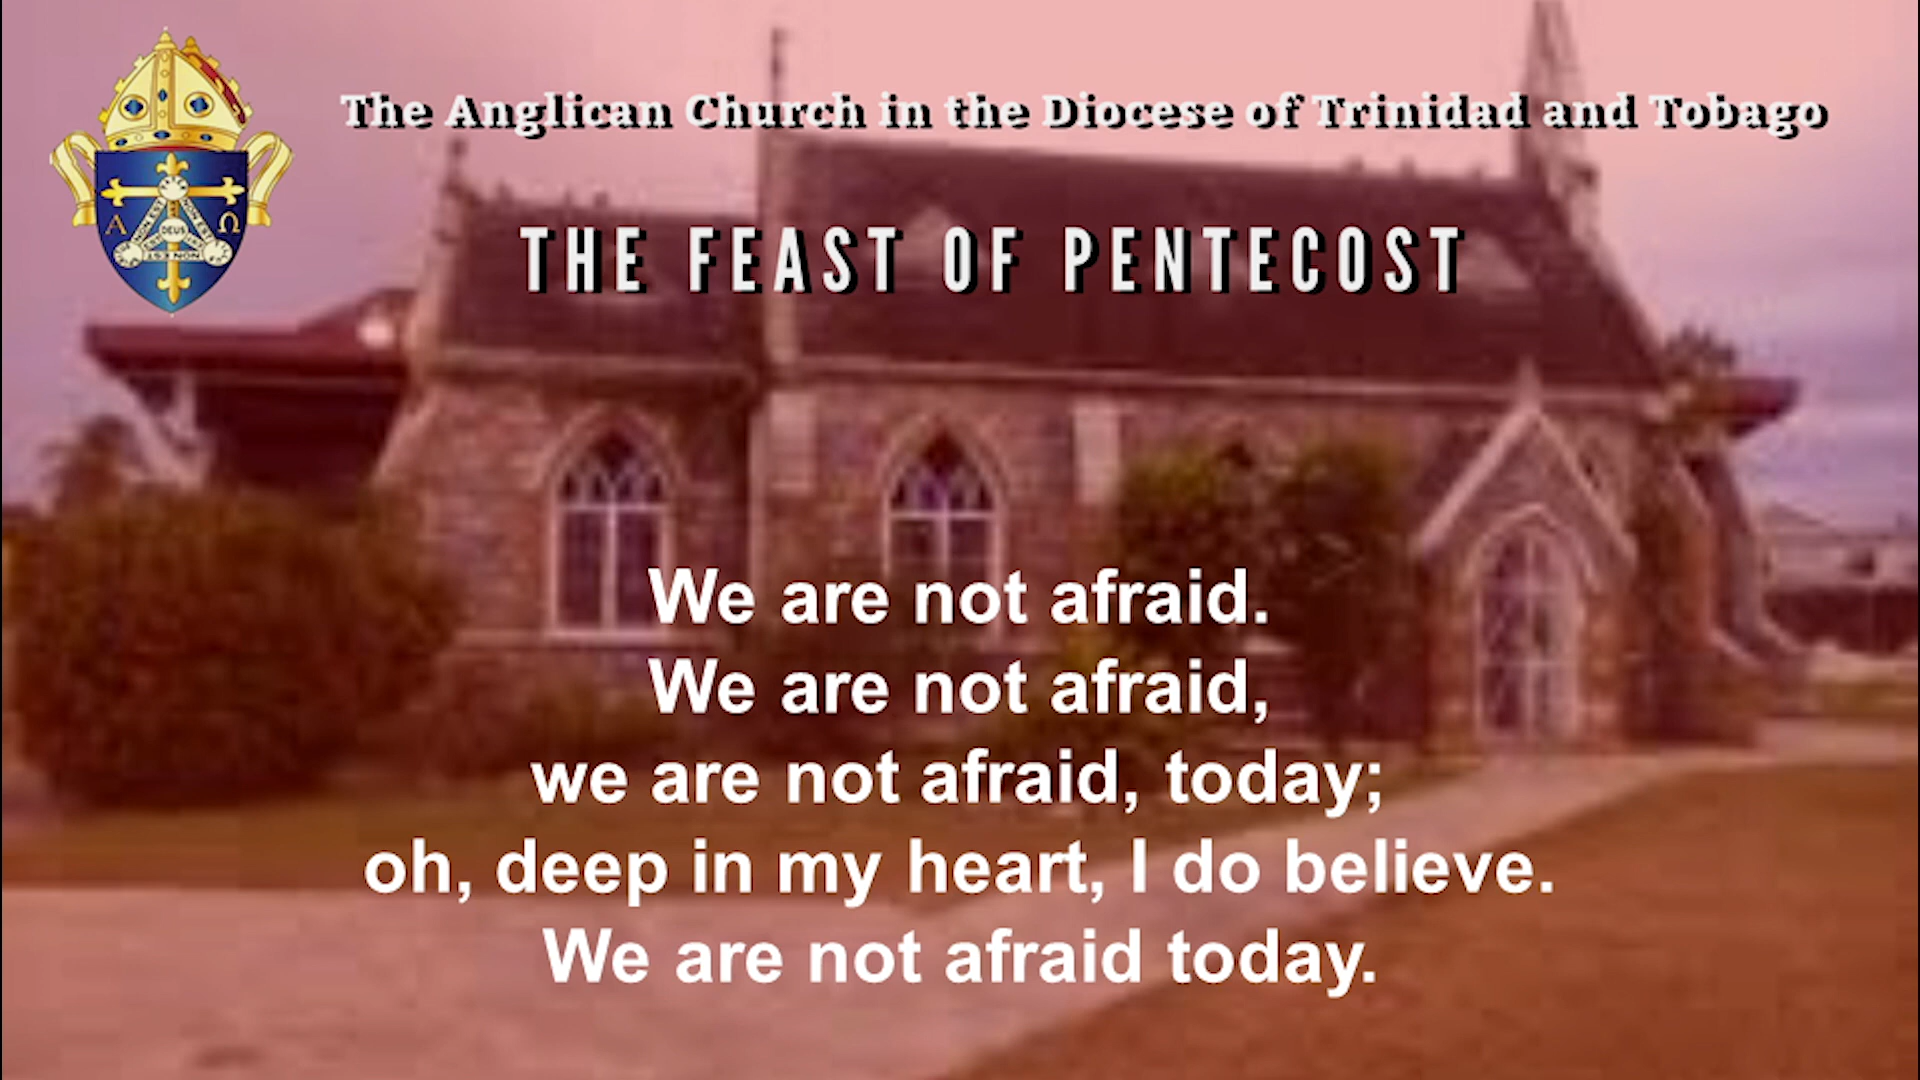 The Anglican Church in the Diocese of Trinidad and Tobago
THE FEAST OF PENTECOST
Α Ω
DEUS
We are not afraid.
We are not afraid,
we are not afraid, today;
oh, deep in my heart, I do believe.
We are not afraid today.